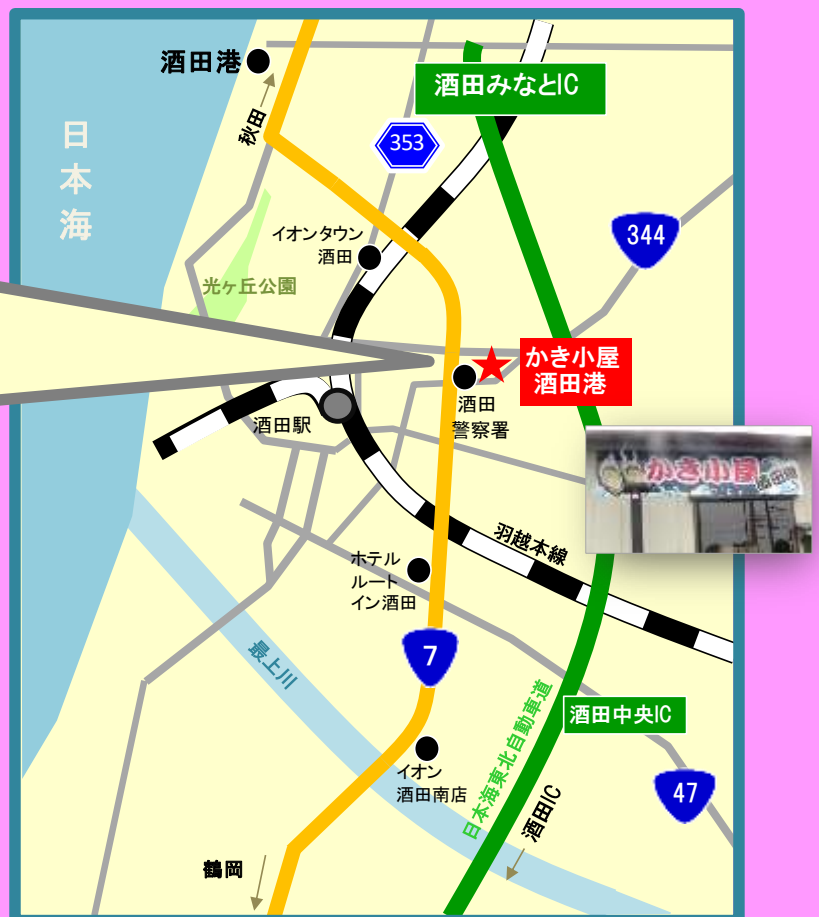 酒田港
酒田みなとIC
日本海
秋田
353
344
イオンタウン
酒田
光ヶ丘公園
かき小屋
酒田港
酒田
警察署
酒田駅
かき小屋
酒田港
羽越本線
ホテル
ルート
イン酒田
7
最上川
酒田中央IC
日本海東北自動車道
イオン
酒田南店
47
酒田IC
鶴岡